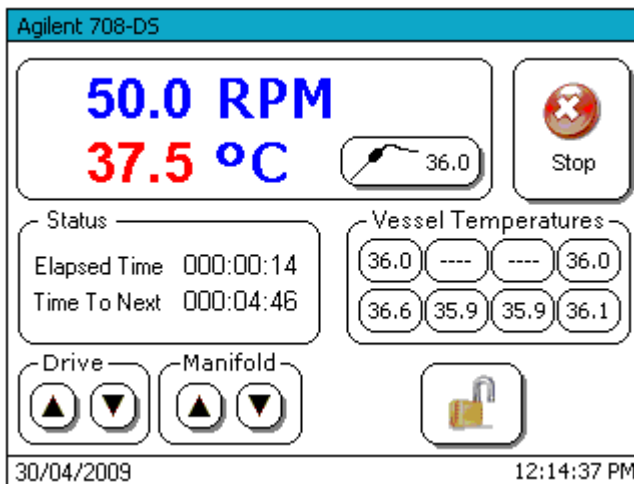 Agilent 708-DS
50.0 RPM
37.5 ºC
36.0
Stop
Status
Elapsed Time 000:00:14
Time To Next 000:04:46
Vessel Temperatures
36.0 ---- ---- 36.0
36.6 35.9 35.9 36.1
Drive
Manifold
30/04/2009
12:14:37 PM